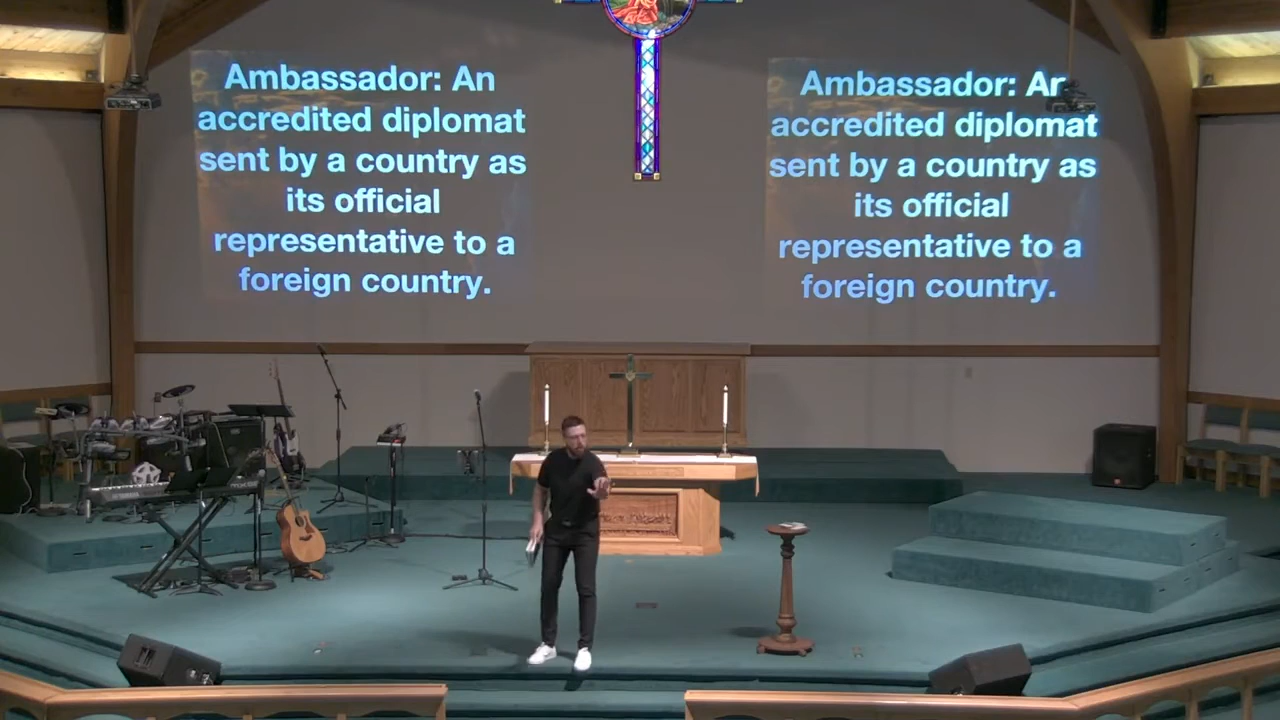 Ambassador: An
accredited diplomat
sent by a country as
its official
representative to a
foreign country.
Ambassador: An
accredited diplomat
sent by a country as
its official
representative to a
foreign country.